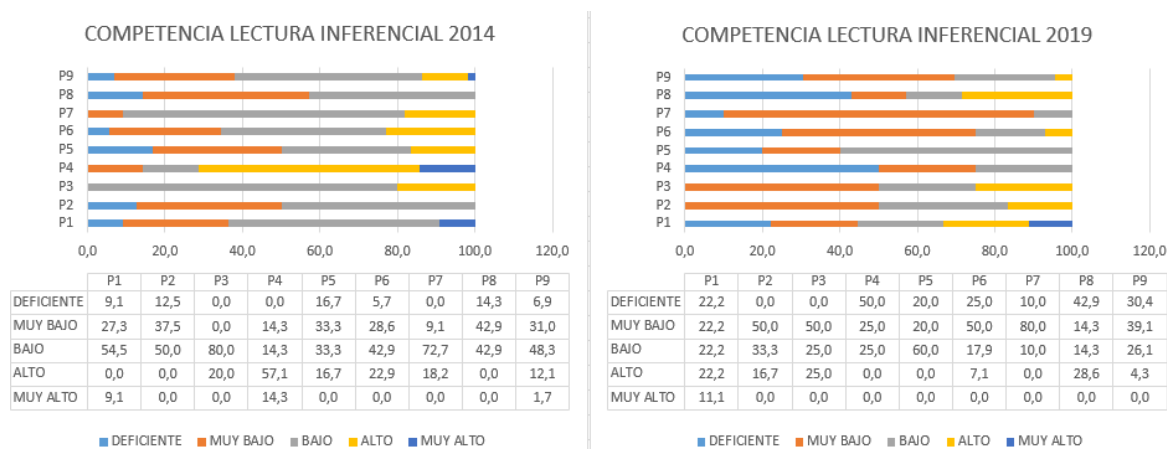 COMPETENCIA LECTURA INFERENCIAL 2014
P9
P8
P7
P6
P5
P4
P3
P2
P1
0,0 20,0 40,0 60,0 80,0 100,0 120,0
P1 P2 P3 P4 P5 P6 P7 P8 P9
DEFICIENTE 9,1 12,5 0,0 0,0 16,7 5,7 0,0 14,3 6,9
MUY BAJO 27,3 37,5 0,0 14,3 33,3 28,6 9,1 42,9 31,0
BAJO 54,5 50,0 80,0 14,3 33,3 42,9 72,7 42,9 48,3
ALTO 0,0 0,0 20,0 57,1 16,7 22,9 18,2 0,0 12,1
MUY ALTO 9,1 0,0 0,0 14,3 0,0 0,0 0,0 0,0 1,7
DEFICIENTE MUY BAJO BAJO ALTO MUY ALTO
COMPETENCIA LECTURA INFERENCIAL 2019
P9
P8
P7
P6
P5
P4
P3
P2
P1
0,0 20,0 40,0 60,0 80,0 100,0 120,0
P1 P2 P3 P4 P5 P6 P7 P8 P9
DEFICIENTE 22,2 0,0 0,0 50,0 20,0 25,0 10,0 42,9 30,4
MUY BAJO 22,2 50,0 50,0 25,0 20,0 50,0 80,0 14,3 39,1
BAJO 22,2 33,3 25,0 25,0 60,0 17,9 10,0 14,3 26,1
ALTO 22,2 16,7 25,0 0,0 0,0 7,1 0,0 28,6 4,3
MUY ALTO 11,1 0,0 0,0 0,0 0,0 0,0 0,0 0,0 0,0
DEFICIENTE MUY BAJO BAJO ALTO MUY ALTO